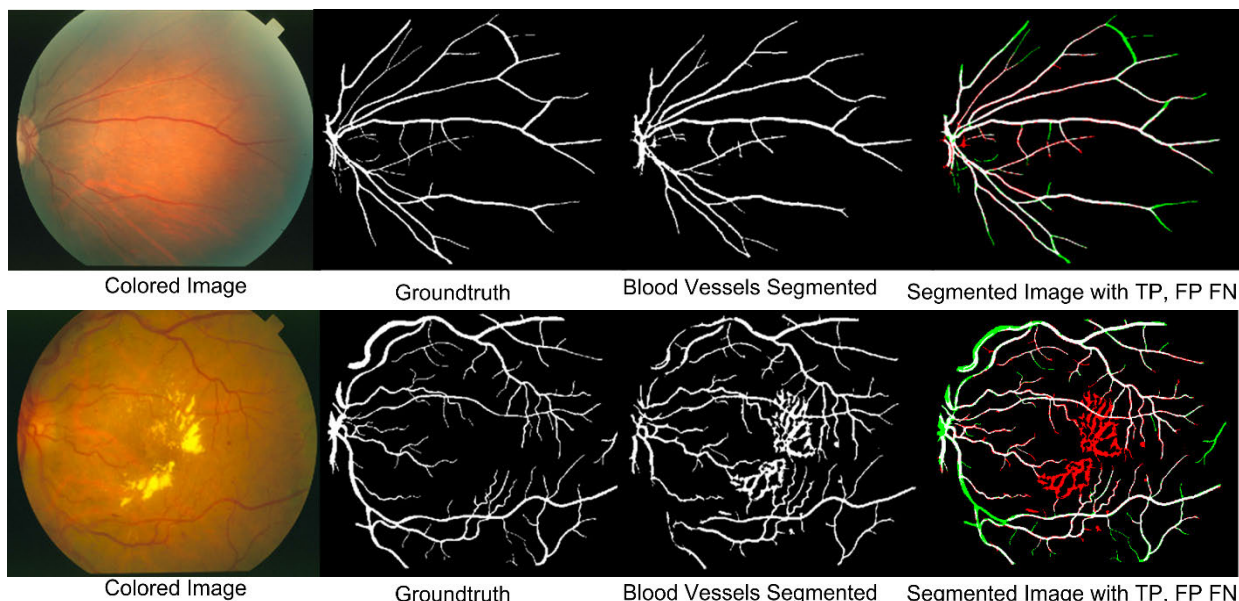 Colored Image
Groundtruth
Blood Vessels Segmented
Segmented Image with TP, FP FN
Colored Image
Groundtruth
Blood Vessels Segmented
Segmented Image with TP, FP FN